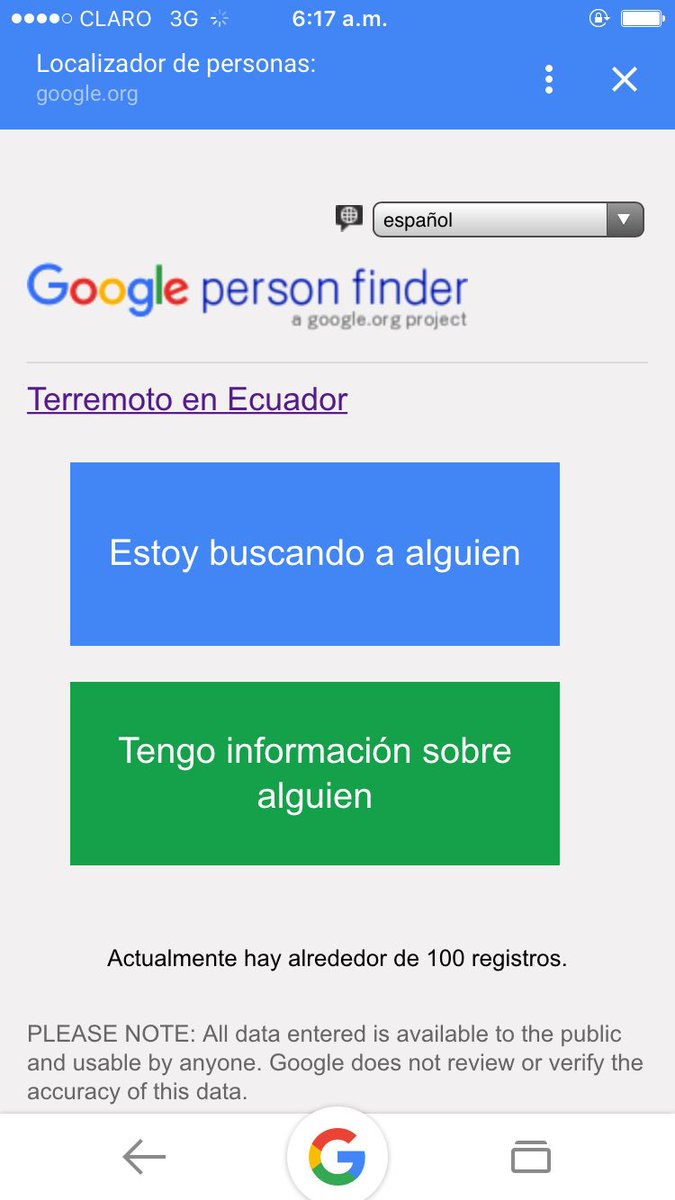 CLARO 3G 6:17 a.m.
Localizador de personas:
google.org
español
Google person finder
a google.org project
Terremoto en Ecuador
Estoy buscando a alguien
Tengo información sobre
alguien
Actualmente hay alrededor de 100 registros.
PLEASE NOTE: All data entered is available to the public
and usable by anyone. Google does not review or verify the
accuracy of this data.
G